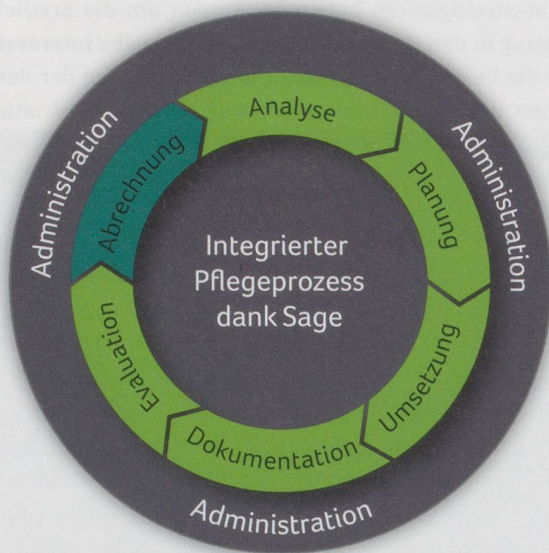 Administration
Administration
Administration
Analyse
Planung
Umsetzung
Dokumentation
Evaluation
Abrechnung
Integrierter
Pflegeprozess
dank Sage